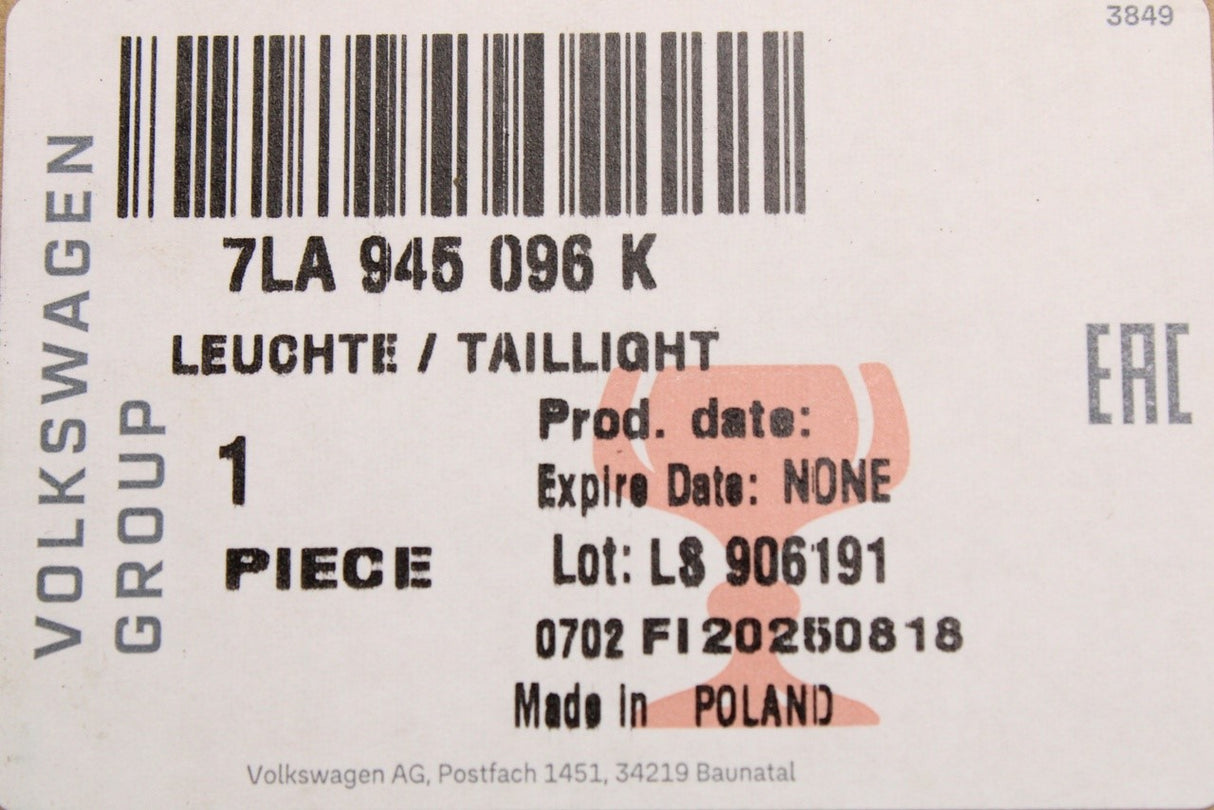 3849
VOLKSWAGEN
GROUP
7LA 945 096 K
LEUCHTE / TAILLIGHT
1
PIECE
Prod. date:
Expire Date: NONE
Lot: LS 906191
0702 FI 20250818
Made in POLAND
EAC
Volkswagen AG, Postfach 1451, 34219 Baunatal